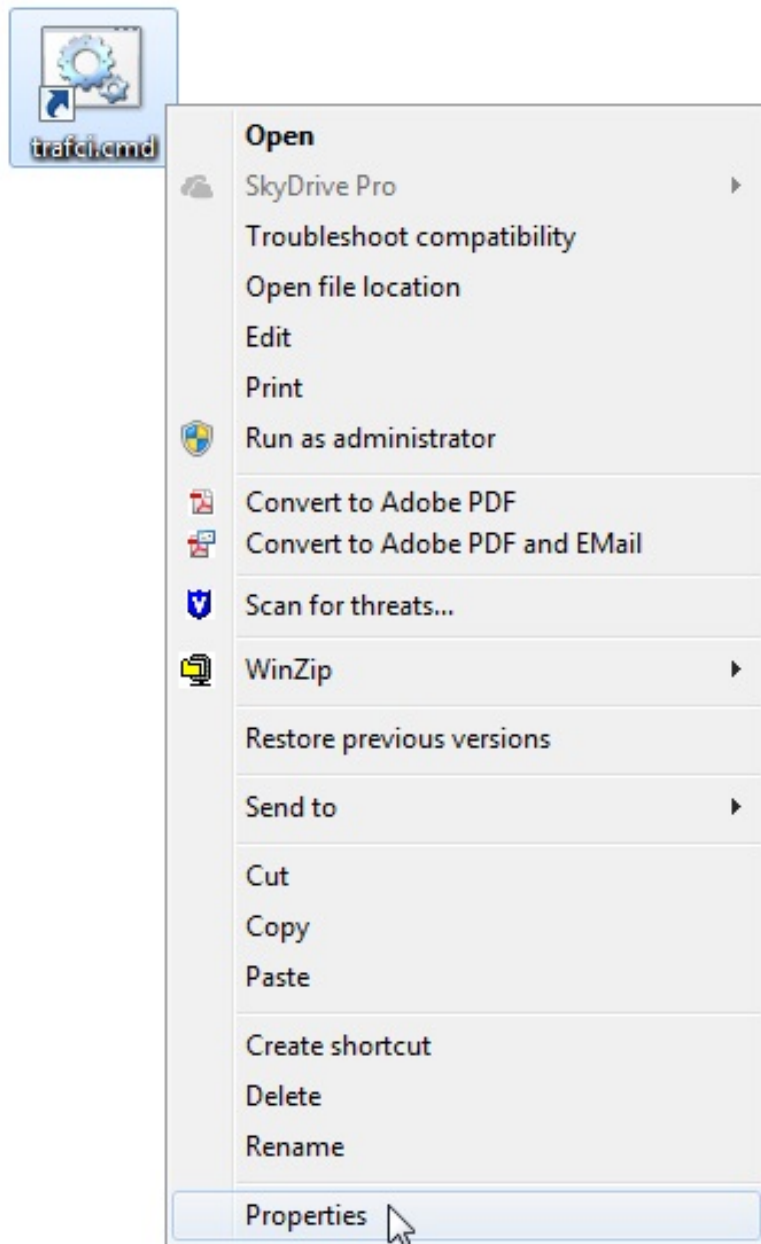 trafci.cmd
Open
SkyDrive Pro
Troubleshoot compatibility
Open file location
Edit
Print
Run as administrator
Convert to Adobe PDF
Convert to Adobe PDF and EMail
Scan for threats...
WinZip
Restore previous versions
Send to
Cut
Copy
Paste
Create shortcut
Delete
Rename
Properties